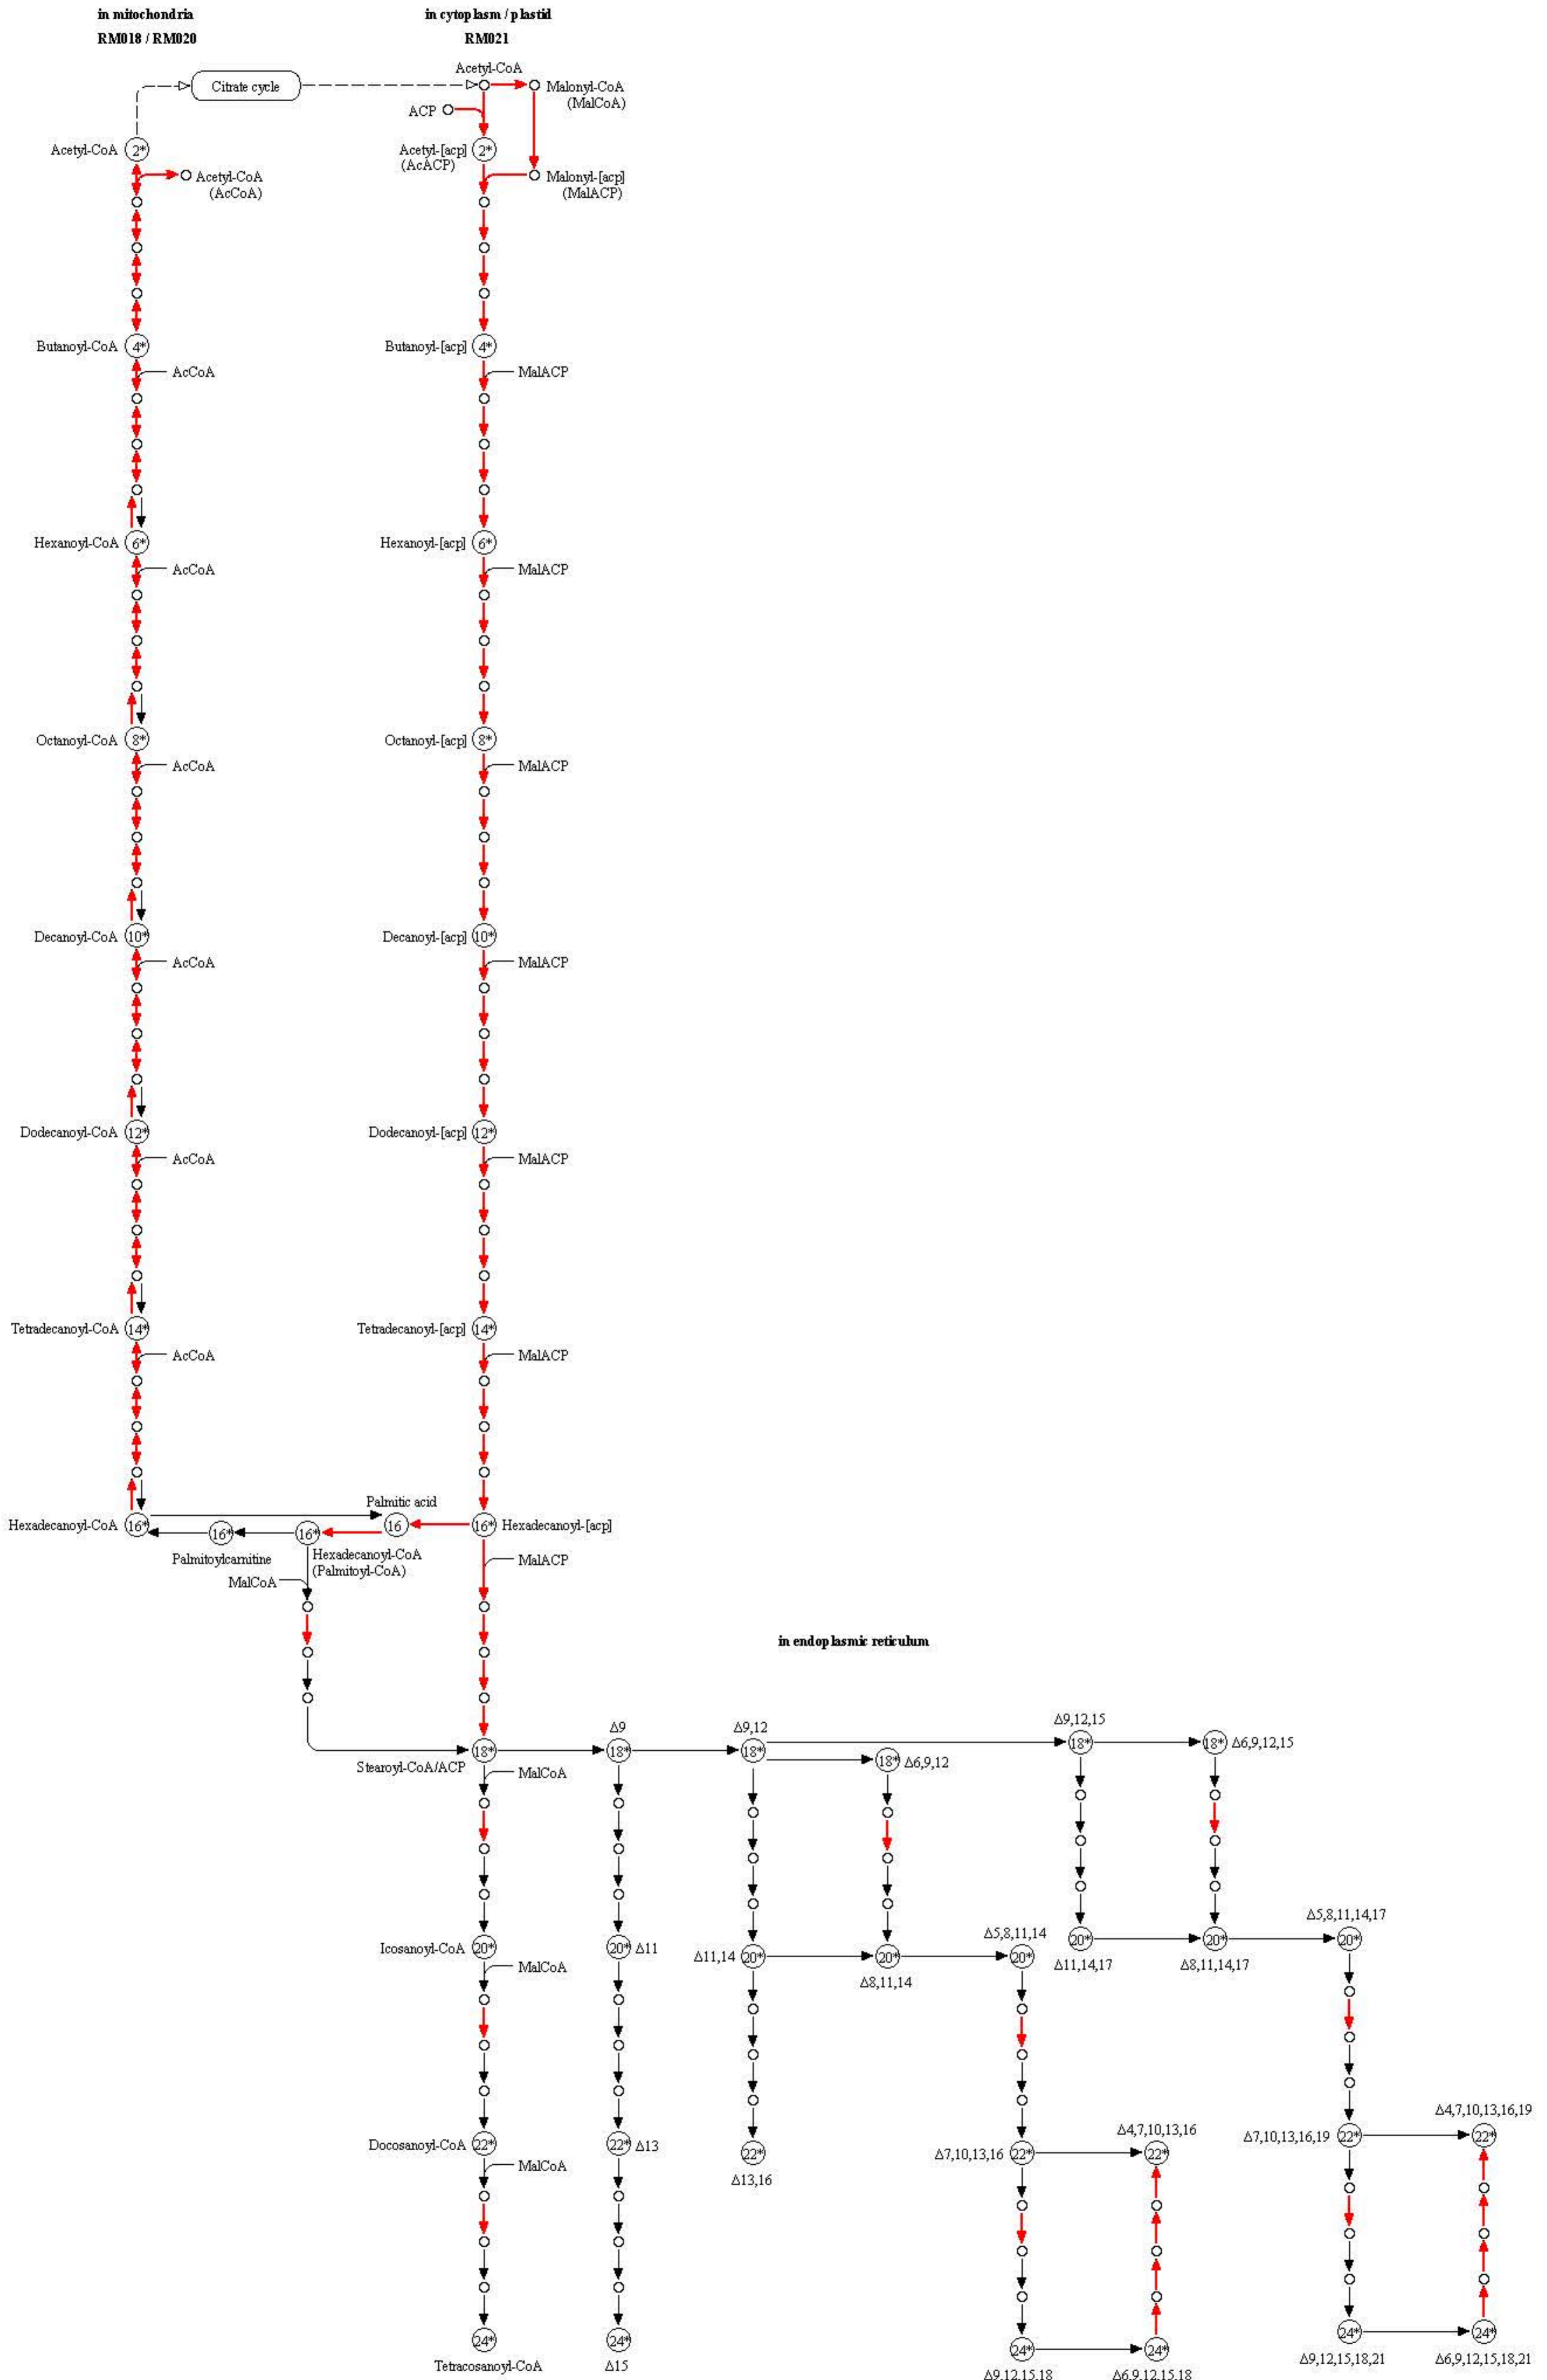 in mitochondria
RM018 / RM020
in cytoplasm / plastid
RM021
Citrate cycle
Acetyl-CoA
Malonyl-CoA
(MalCoA)
ACP
Acetyl-CoA 2*
Acetyl-[acp] 2*
(AcACP)
Acetyl-CoA
(AcCoA)
Malonyl-[acp]
(MalACP)
Butanoyl-CoA 4*
Butanoyl-[acp] 4*
AcCoA
MalACP
Hexanoyl-CoA 6*
Hexanoyl-[acp] 6*
AcCoA
MalACP
Octanoyl-CoA 8*
Octanoyl-[acp] 8*
AcCoA
MalACP
Decanoyl-CoA 10*
Decanoyl-[acp] 10*
AcCoA
MalACP
Dodecanoyl-CoA 12*
Dodecanoyl-[acp] 12*
AcCoA
MalACP
Tetradecanoyl-CoA 14*
Tetradecanoyl-[acp] 14*
AcCoA
MalACP
Palmitic acid
Hexadecanoyl-CoA 16*
16*
16*
16
16* Hexadecanoyl-[acp]
Palmitoylcarnitine
Hexadecanoyl-CoA
(Palmitoyl-CoA)
MalACP
MalCoA
in endoplasmic reticulum
Δ9
Δ9,12
Δ9,12,15
18*
18*
18*
18* Δ6,9,12
18*
18* Δ6,9,12,15
Stearoyl-CoA/ACP
MalCoA
Δ5,8,11,14
Δ5,8,11,14,17
Icosanoyl-CoA 20*
20* Δ11
Δ11,14 20*
20*
20*
20*
20*
20*
MalCoA
Δ8,11,14
Δ11,14,17
Δ8,11,14,17
Δ4,7,10,13,16
Δ4,7,10,13,16,19
Docosanoyl-CoA 22*
22* Δ13
22*
Δ7,10,13,16 22*
22*
Δ7,10,13,16,19 22*
22*
MalCoA
Δ13,16
24*
24*
24*
24*
24*
24*
Tetracosanoyl-CoA
Δ15
Δ9,12,15,18
Δ6,9,12,15,18
Δ9,12,15,18,21
Δ6,9,12,15,18,21